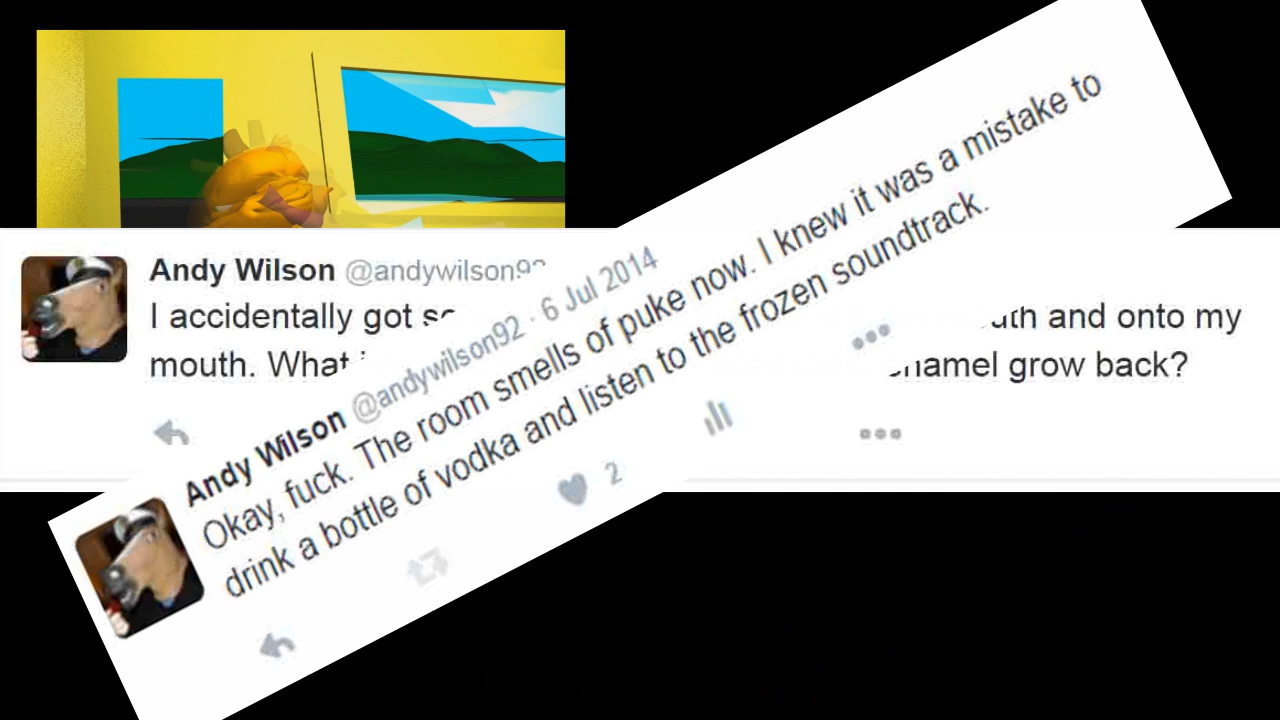 Andy Wilson @andywilson92
I accidentally got
mouth. What
and onto my
grow back?
Andy Wilson @andywilson92 · 6 Jul 2014
Okay, fuck. The room smells of puke now. I knew it was a mistake to
drink a bottle of vodka and listen to the frozen soundtrack.
2